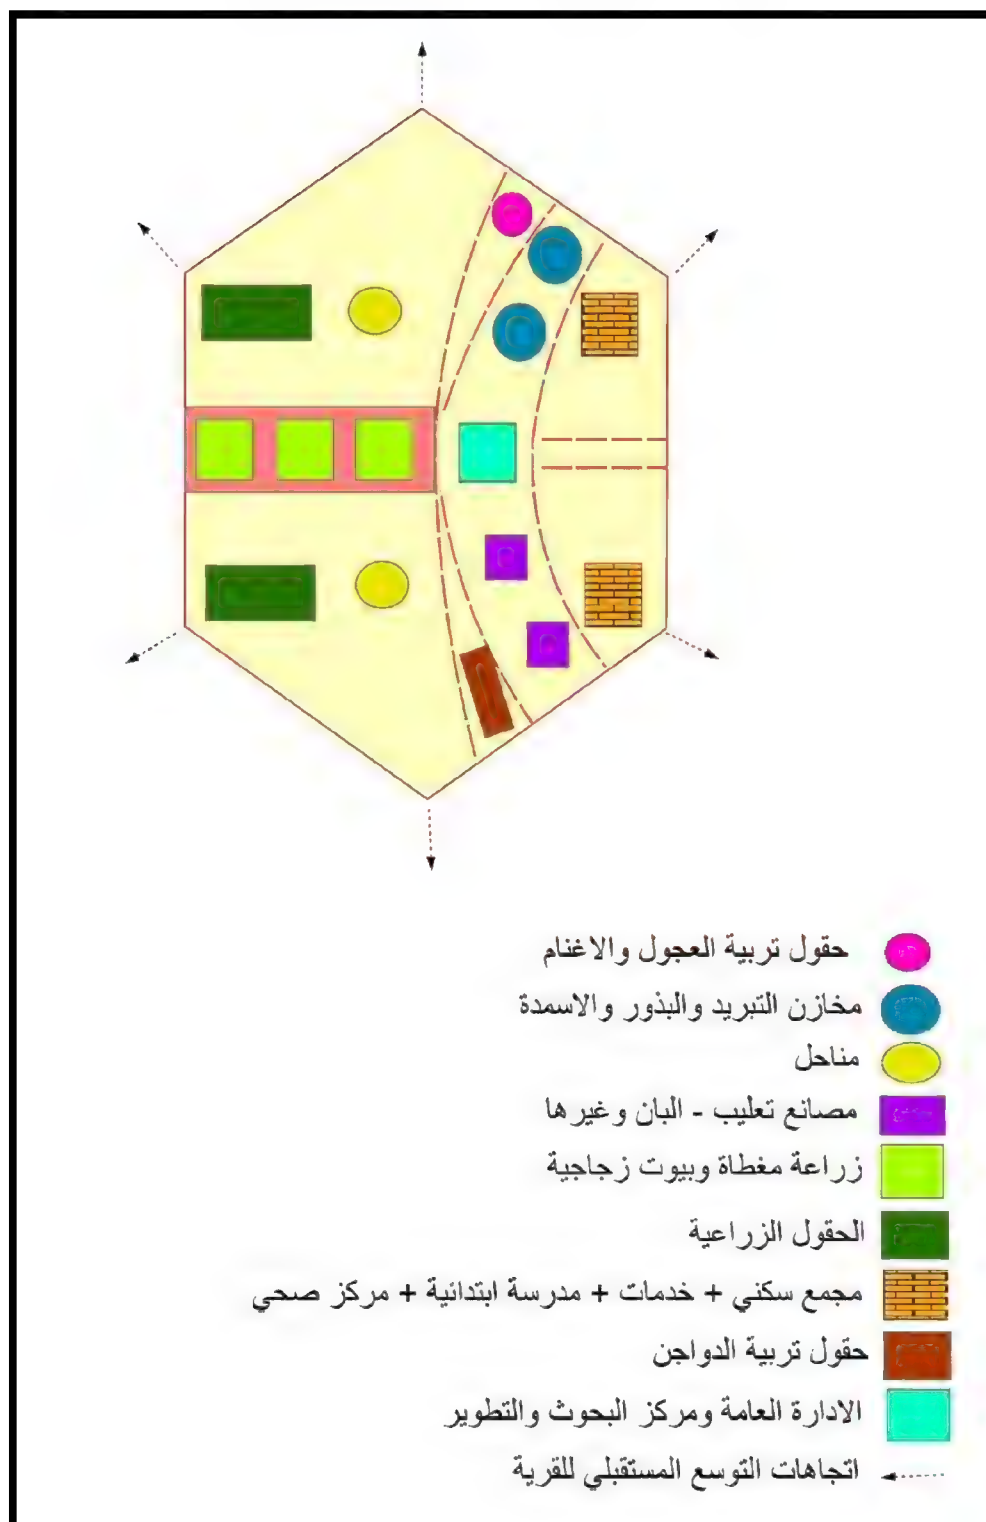 حقول تربية العجول والاغنام
مخازن التبريد والبذور والاسمدة
مناحل
مصانع تعليب - البان وغيرها
زراعة مغطاة وبيوت زجاجية
الحقول الزراعية
مجمع سكني + خدمات + مدرسة ابتدائية + مركز صحي
حقول تربية الدواجن
الادارة العامة ومركز البحوث والتطوير
اتجاهات التوسع المستقبلي للقرية